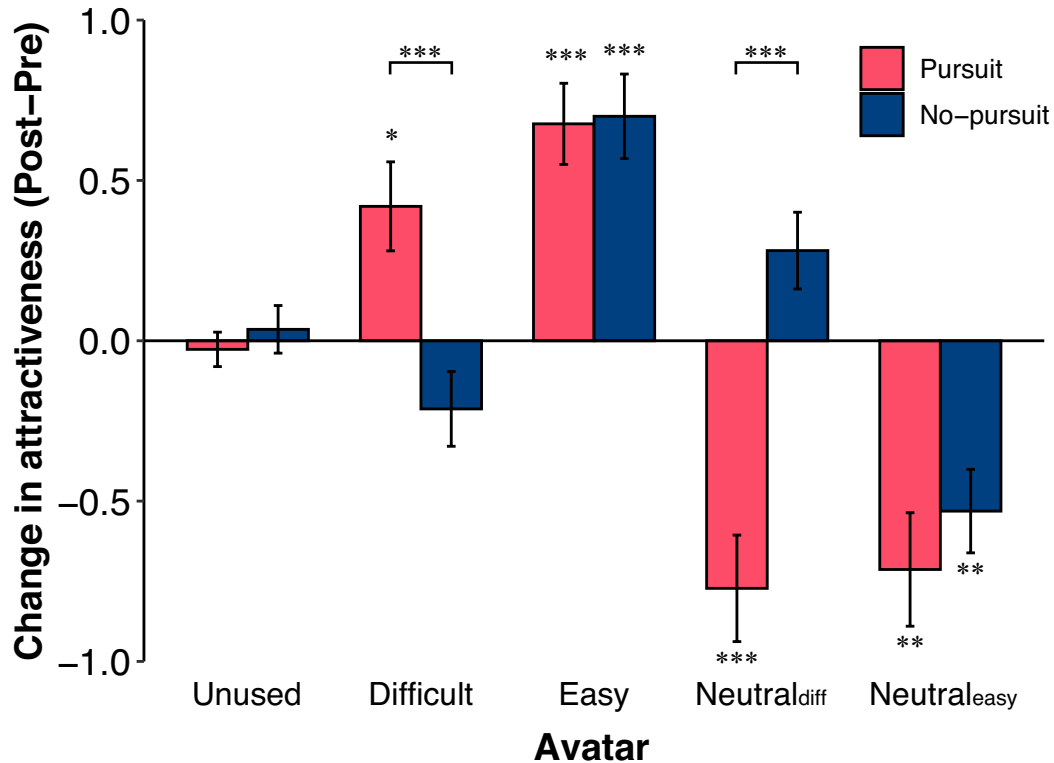 Change in attractiveness (Post−Pre)
1.0
0.5
0.0
−0.5
−1.0
***
*
***
***
***
***
**
**
Pursuit
No−pursuit
Unused
Difficult
Easy
Neutraldiff
Neutraleasy
Avatar